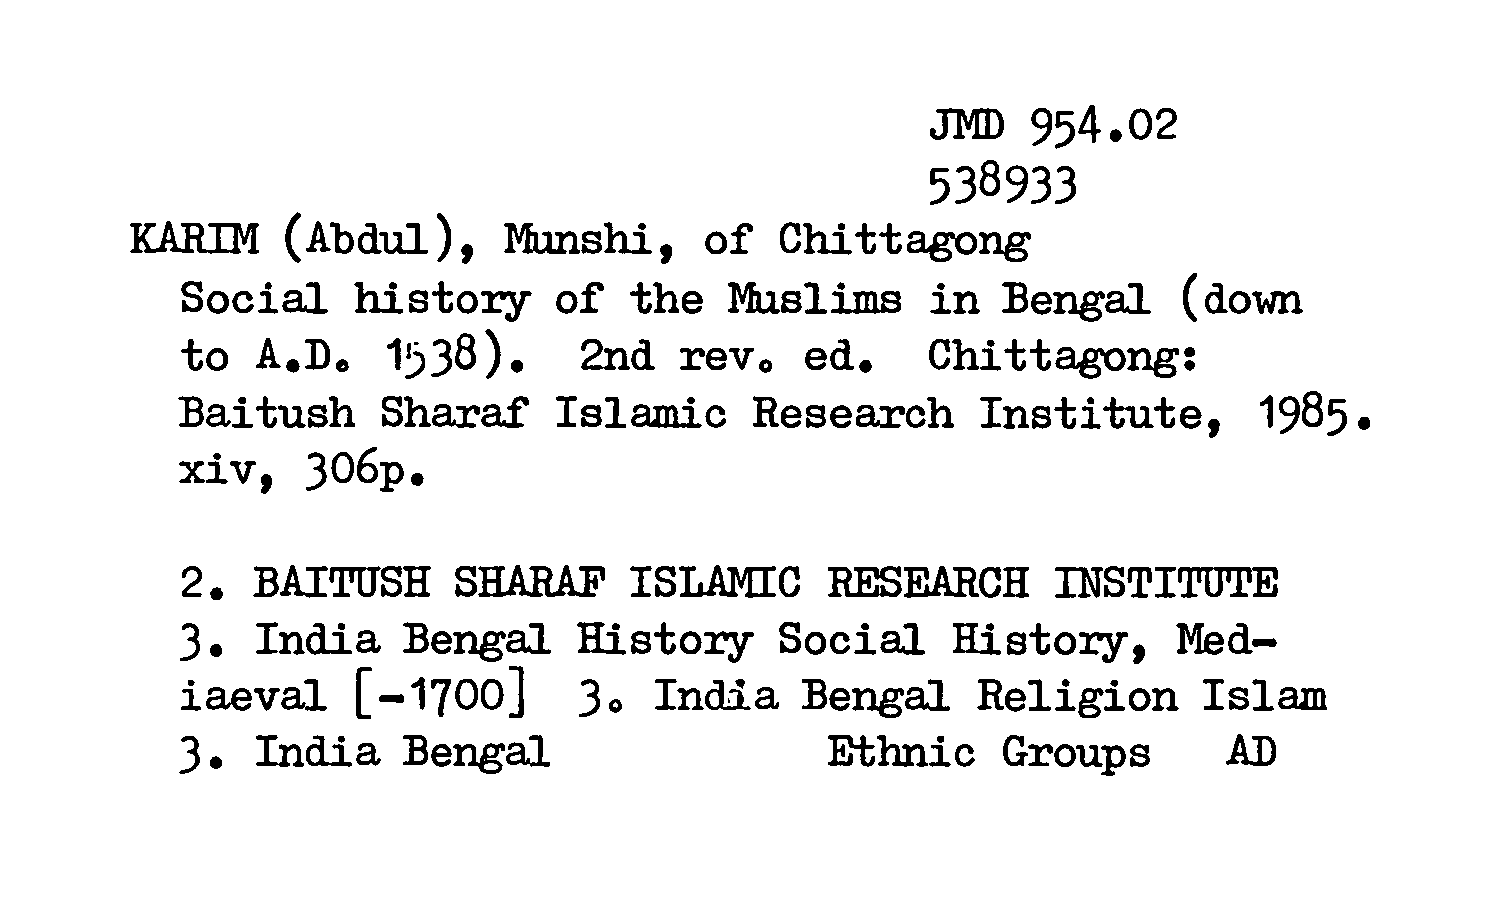 JMD 954.02
538933
KARIM (Abdul), Munshi, of Chittagong
Social history of the Muslims in Bengal (down
to A.D. 1538). 2nd rev. ed. Chittagong:
Baitush Sharaf Islamic Research Institute, 1985.
xiv, 306p.
2. BAITUSH SHARAF ISLAMIC RESEARCH INSTITUTE
3. India Bengal History Social History, Med-
iaeval [-1700] 3. India Bengal Religion Islam
3. India Bengal Ethnic Groups AD